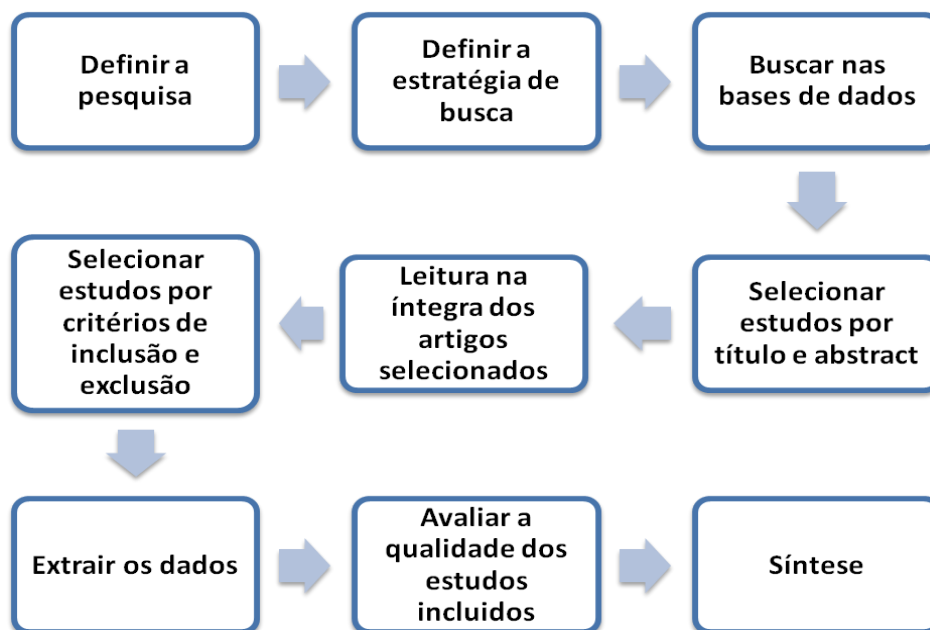 Definir a
pesquisa
Definir a
estratégia de
busca
Buscar nas
bases de dados
Selecionar
estudos por
título e abstract
Leitura na
íntegra dos
artigos
selecionados
Selecionar
estudos por
critérios de
inclusão e
exclusão
Extrair os dados
Avaliar a
qualidade dos
estudos
incluidos
Síntese